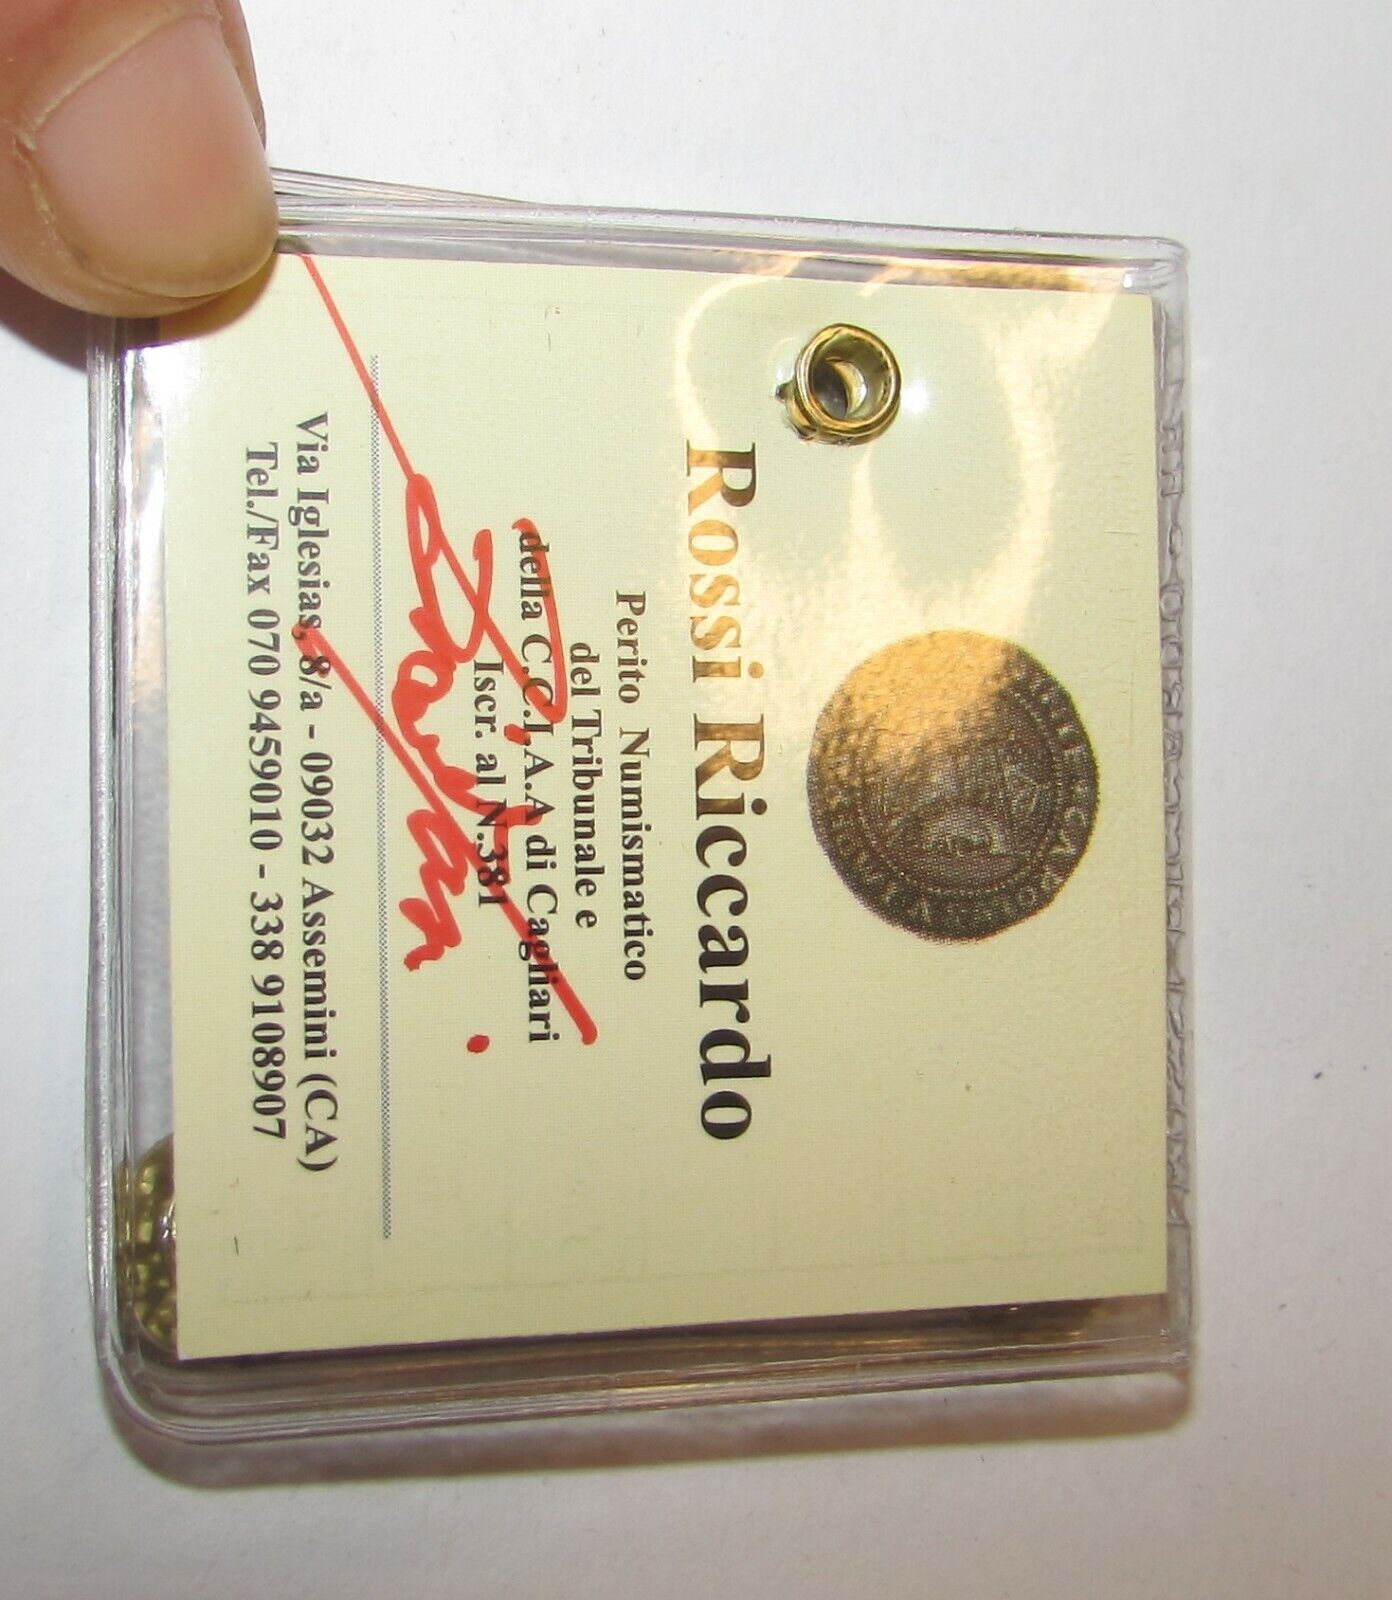 Rossi Riccardo
Perito Numismatico
del Tribunale e
della C.C.I.A.A di Cagliari
Iscr. al N.381
Via Iglesias, 8/a - 09032 Assemini (CA)
Tel./Fax 070 9459010 - 338 9108907